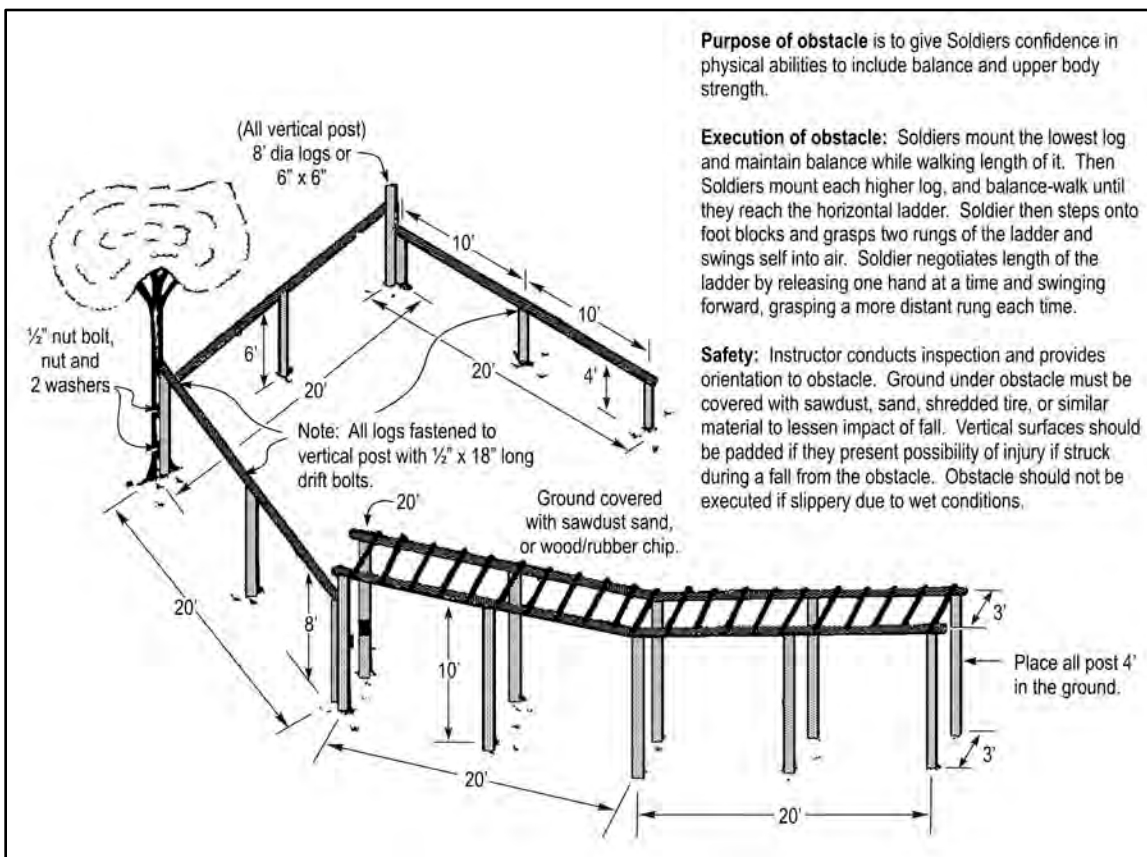 Purpose of obstacle is to give Soldiers confidence in
physical abilities to include balance and upper body
strength.
Execution of obstacle: Soldiers mount the lowest log
and maintain balance while walking length of it. Then
Soldiers mount each higher log, and balance-walk until
they reach the horizontal ladder. Soldier then steps onto
foot blocks and grasps two rungs of the ladder and
swings self into air. Soldier negotiates length of the
ladder by releasing one hand at a time and swinging
forward, grasping a more distant rung each time.
Safety: Instructor conducts inspection and provides
orientation to obstacle. Ground under obstacle must be
covered with sawdust, sand, shredded tire, or similar
material to lessen impact of fall. Vertical surfaces should
be padded if they present possibility of injury if struck
during a fall from the obstacle. Obstacle should not be
executed if slippery due to wet conditions.
(All vertical post)
8' dia logs or
6" x 6"
10'
10'
½" nut bolt,
nut and
2 washers
6'
20'
20'
4'
Note: All logs fastened to
vertical post with ½" x 18" long
drift bolts.
20'
Ground covered
with sawdust sand,
or wood/rubber chip.
20'
8'
10'
3'
Place all post 4'
in the ground.
3'
20'
20'